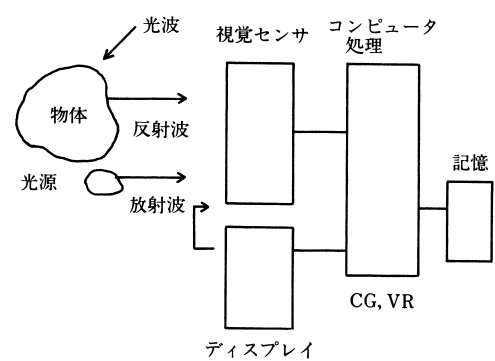 光波
視覚センサ
コンピュータ
処理
物体
反射波
光源
放射波
記憶
CG, VR
ディスプレイ